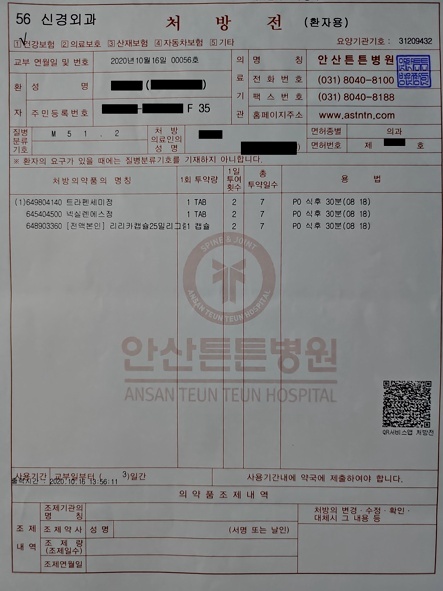 56 신경외과 처 방 전 (환자용)
1 건강보험 2 의료보호 3 산재보험 4 자동차보험 5 기타 요양기관기호 : 31209432
교부 연월일 및 번호 2020년10월16일 00056호
의료기관 명 칭 안산튼튼병원
전 화 번 호 (031) 8040-8100
팩 스 번 호 (031) 8040-8188
홈페이지주소 www.astntn.com
환자 성 명 ( )
주민등록번호 - F 35
질병분류기호 M 5 1 . 2
처 방 의료인의 성 명
면허종별 의과
면허번호 제 호
※ 환자의 요구가 있을 때에는 질병분류기호를 기재하지 아니합니다.
처방의약품의 명칭 1회 투약량 1일 투여횟수 총 투약일수 용 법
(1)649804140 트라펜세미정 1 TAB 2 7 PO 식후 30분(08 18)
645404500 넥실렌에스정 1 TAB 2 7 PO 식후 30분(08 18)
648903360 [전액본인] 리리카캡슐25밀리그 1 캡슐 2 7 PO 식후 30분(08 18)
SPINE & JOINT
ANSAN TEUN TEUN HOSPITAL
안산튼튼병원
ANSAN TEUN TEUN HOSPITAL
QR서비스앱 처방전
사용기간 교부일부터 ( 3)일간 사용기간내에 약국에 제출하여야 합니다.
출력시간 : 2020.10.16 13:56:11
의 약 품 조 제 내 역
조제내역
조제기관의 명 칭
조제약사 성 명 (서명 또는 날인)
조 제 량 (조제일수)
조제연월일
처방의 변경·수정·확인·대체시 그 내용 등